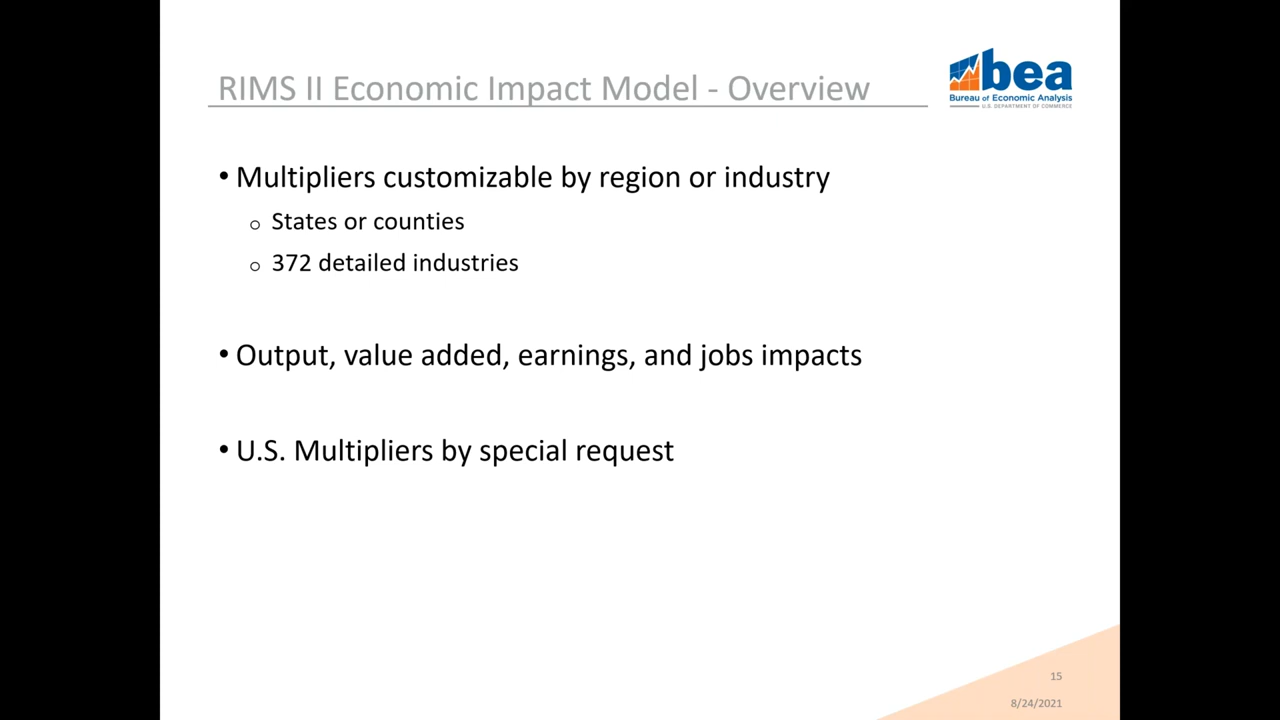 RIMS II Economic Impact Model - Overview
bea
Bureau of Economic Analysis
U.S. DEPARTMENT OF COMMERCE
• Multipliers customizable by region or industry
o States or counties
o 372 detailed industries
• Output, value added, earnings, and jobs impacts
• U.S. Multipliers by special request
15
8/24/2021